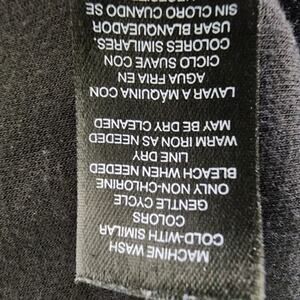 MACHINE WASH
COLD-WITH SIMILAR
COLORS
GENTLE CYCLE
ONLY NON-CHLORINE
BLEACH WHEN NEEDED
LINE DRY
WARM IRON AS NEEDED
MAY BE DRY CLEANED
LAVAR A MÁQUINA CON
AGUA FRIA EN
CICLO SUAVE CON
COLORES SIMILARES.
USAR BLANQUEADOR
SIN CLORO CUANDO SE